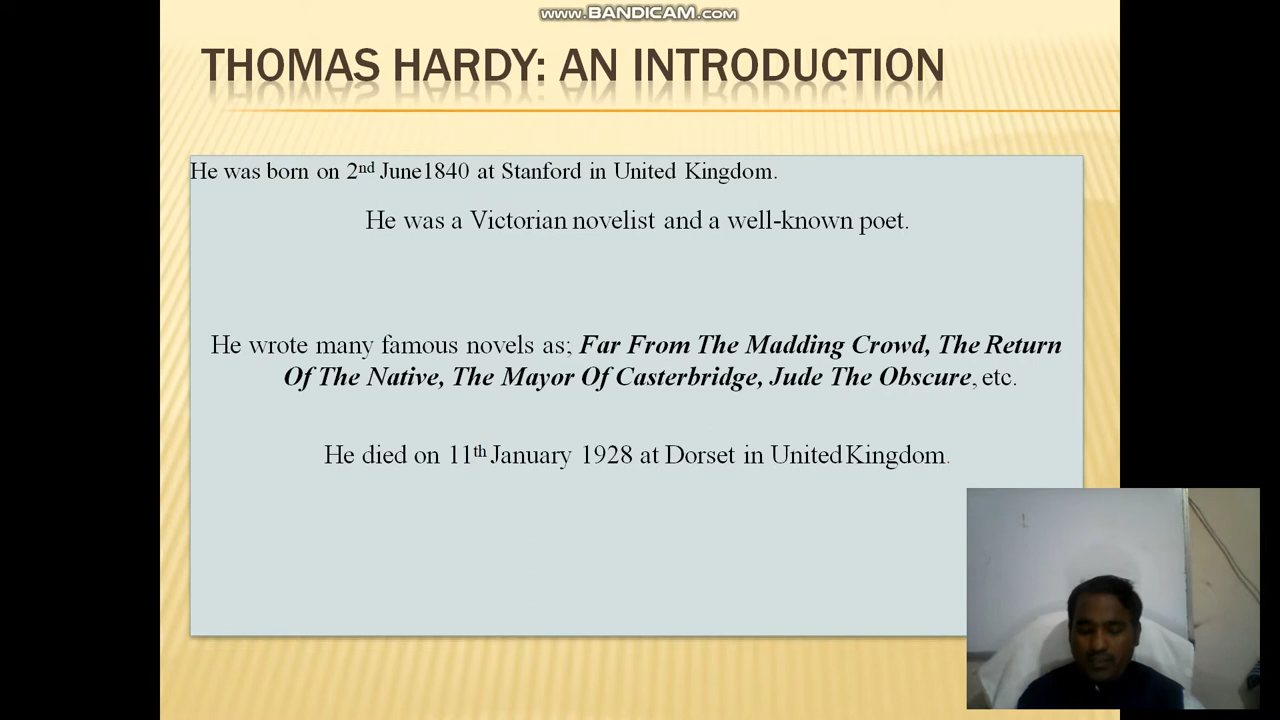 www.BANDICAM.com
THOMAS HARDY: AN INTRODUCTION
He was born on 2nd June1840 at Stanford in United Kingdom.
He was a Victorian novelist and a well-known poet.
He wrote many famous novels as; Far From The Madding Crowd, The Return
Of The Native, The Mayor Of Casterbridge, Jude The Obscure, etc.
He died on 11th January 1928 at Dorset in United Kingdom.